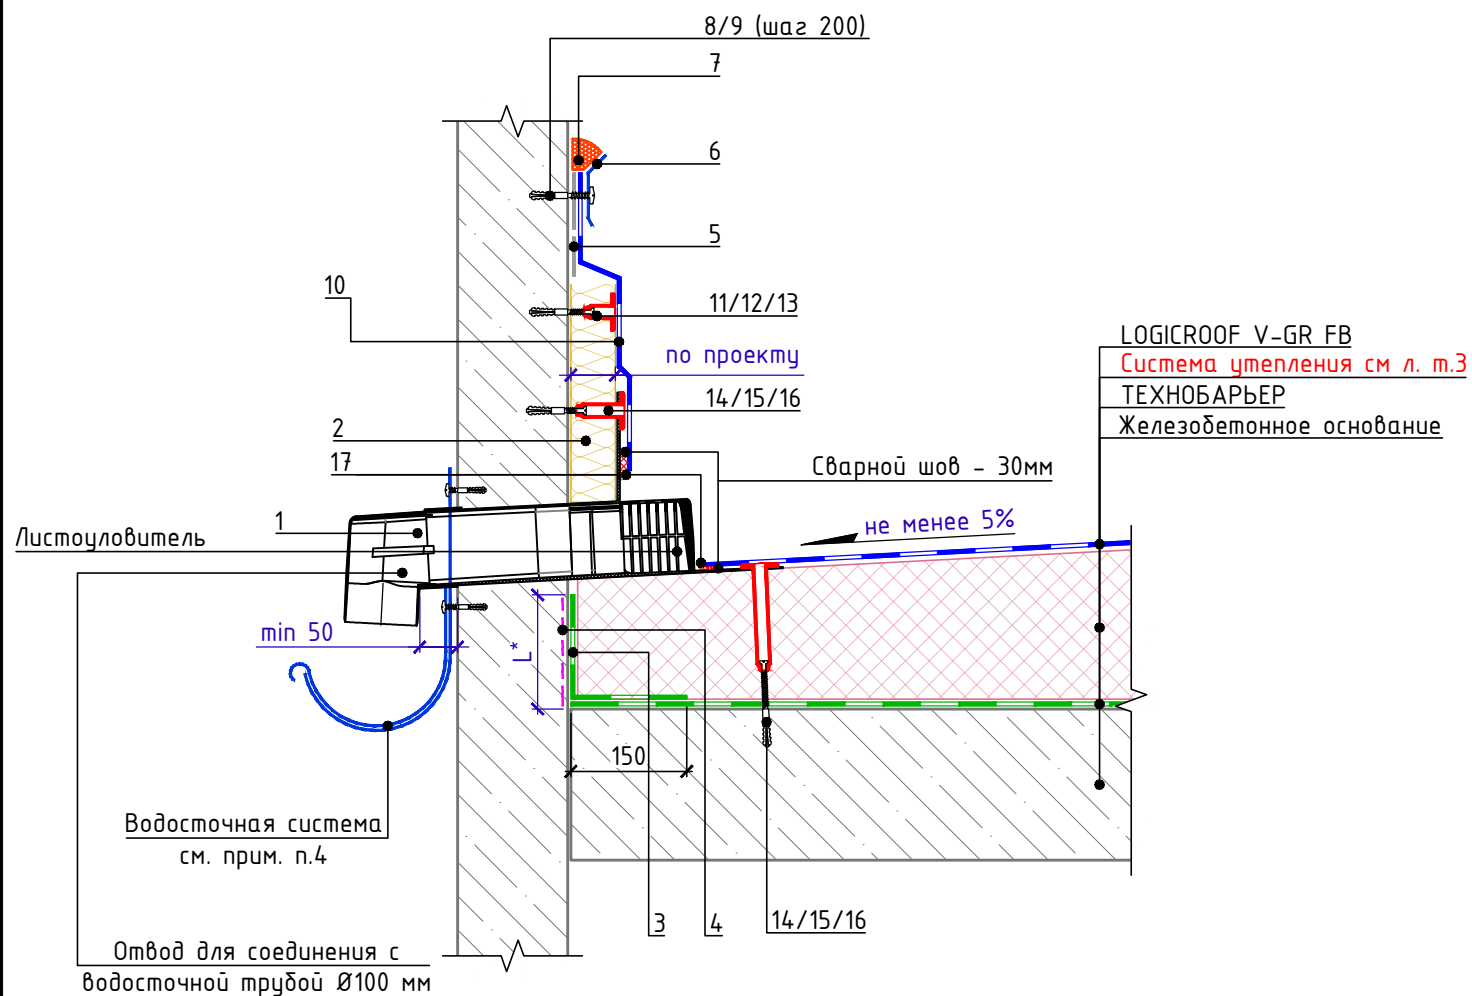 8/9 (шаг 200)
7
6
5
10
11/12/13
по проекту
14/15/16
2
17
Сварной шов - 30мм
LOGICROOF V-GR FB
Система утепления см л. т.3
ТЕХНОБАРЬЕР
Железобетонное основание
1
Листоуловитель
не менее 5%
min 50
L*
150
Водосточная система
см. прим. п.4
3
4
14/15/16
Отвод для соединения с
водосточной трубой Ø100 мм